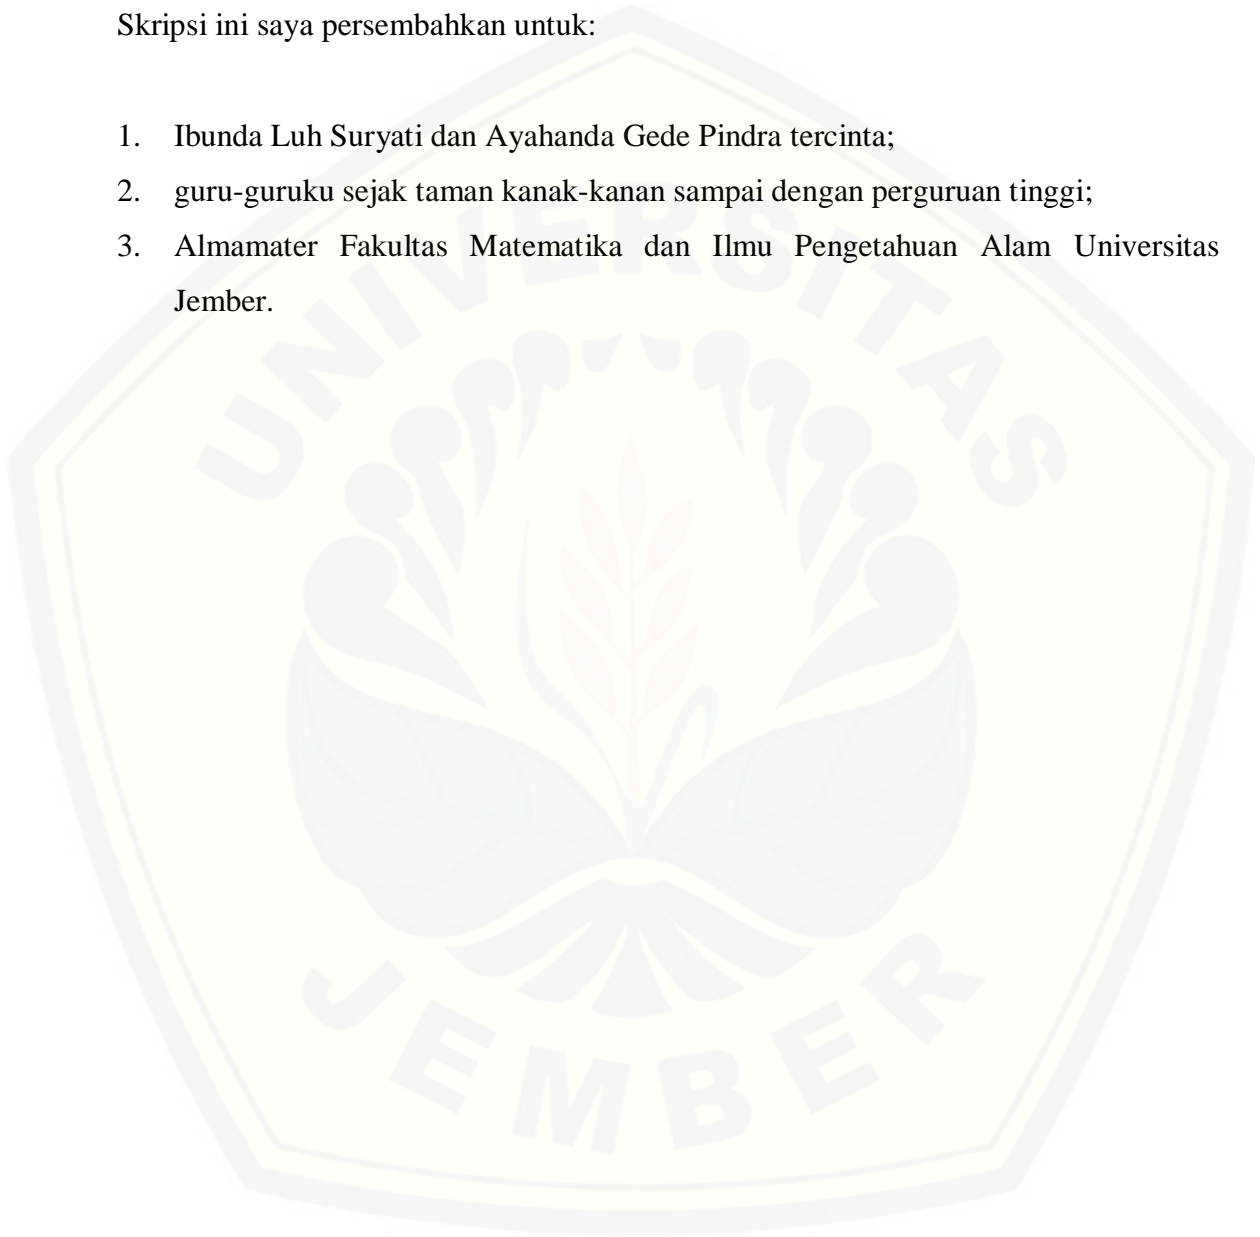 Skripsi ini saya persembahkan untuk:
1. Ibunda Luh Suryati dan Ayahanda Gede Pindra tercinta;
2. guru-guruku sejak taman kanak-kanan sampai dengan perguruan tinggi;
3. Almamater Fakultas Matematika dan Ilmu Pengetahuan Alam Universitas
Jember.
UNIVERSITAS
JEMBER